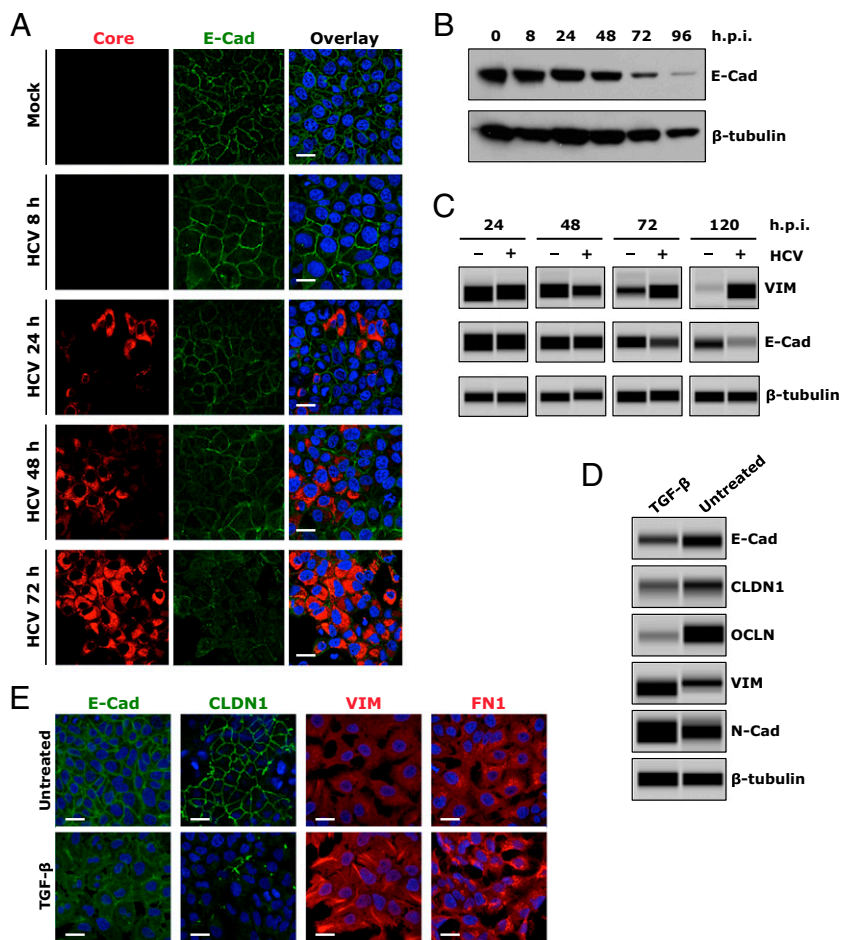 A
Core E-Cad Overlay
Mock
HCV 8 h
HCV 24 h
HCV 48 h
HCV 72 h
B
0 8 24 48 72 96 h.p.i.
E-Cad
β-tubulin
C
24 48 72 120 h.p.i.
– + – + – + – + HCV
VIM
E-Cad
β-tubulin
D
TGF-β Untreated
E-Cad
CLDN1
OCLN
VIM
N-Cad
β-tubulin
E
E-Cad CLDN1 VIM FN1
Untreated
TGF-β